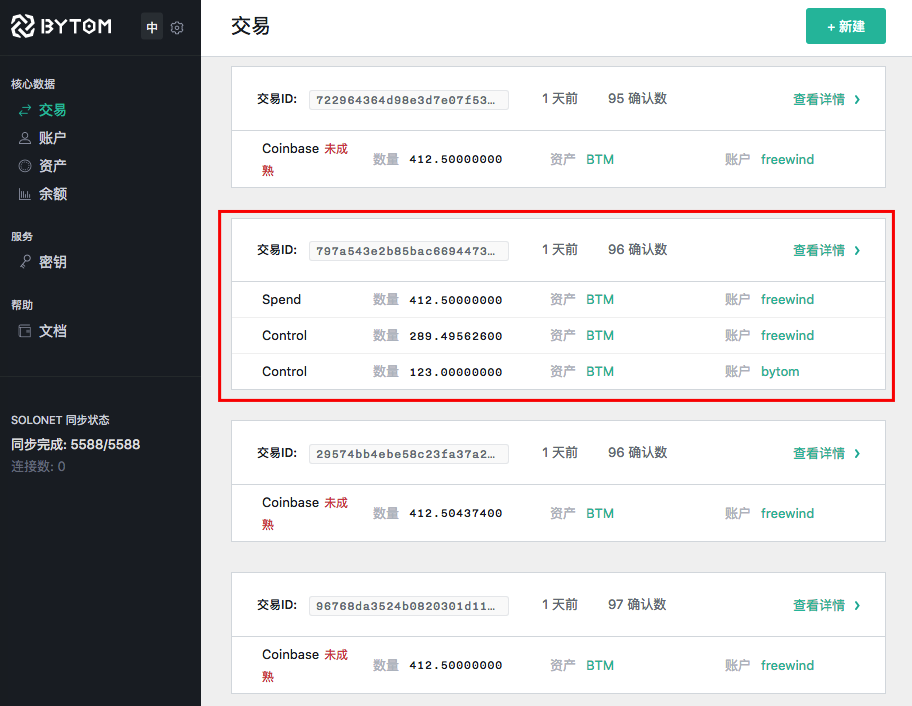 BYTOM 中
核心数据
交易
账户
资产
余额
服务
密钥
帮助
文档
SOLONET 同步状态
同步完成: 5588/5588
连接数: 0
交易
+ 新建
交易ID: 722964364d98e3d7e07f53… 1 天前 95 确认数 查看详情
Coinbase 未成熟 数量 412.50000000 资产 BTM 账户 freewind
交易ID: 797a543e2b85bac6694473… 1 天前 96 确认数 查看详情
Spend 数量 412.50000000 资产 BTM 账户 freewind
Control 数量 289.49562600 资产 BTM 账户 freewind
Control 数量 123.00000000 资产 BTM 账户 bytom
交易ID: 29574bb4ebe58c23fa37a2… 1 天前 96 确认数 查看详情
Coinbase 未成熟 数量 412.50437400 资产 BTM 账户 freewind
交易ID: 96768da3524b0820301d11… 1 天前 97 确认数 查看详情
Coinbase 未成熟 数量 412.50000000 资产 BTM 账户 freewind